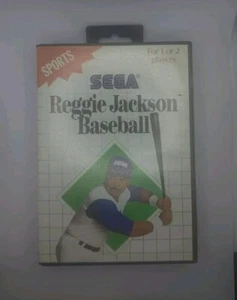 SPORTS
For 1 or 2
players
SEGA
Reggie Jackson
Baseball